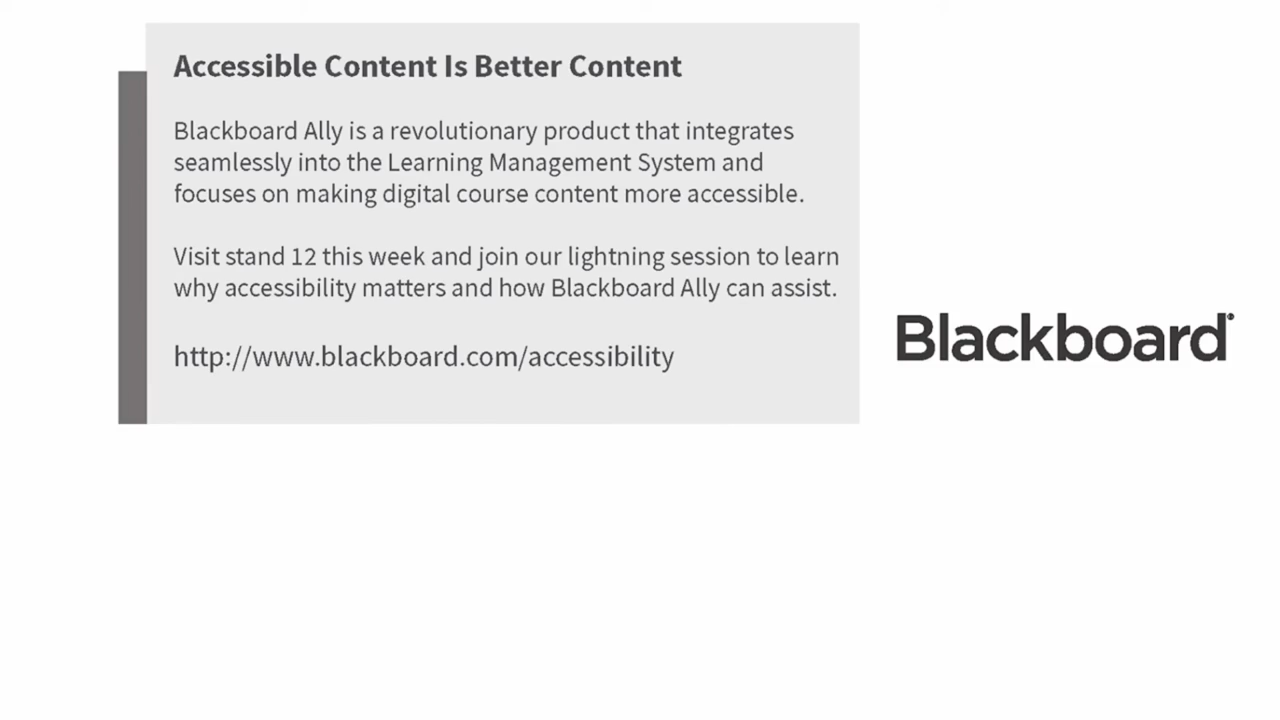 Accessible Content Is Better Content
Blackboard Ally is a revolutionary product that integrates
seamlessly into the Learning Management System and
focuses on making digital course content more accessible.
Visit stand 12 this week and join our lightning session to learn
why accessibility matters and how Blackboard Ally can assist.
http://www.blackboard.com/accessibility
Blackboard